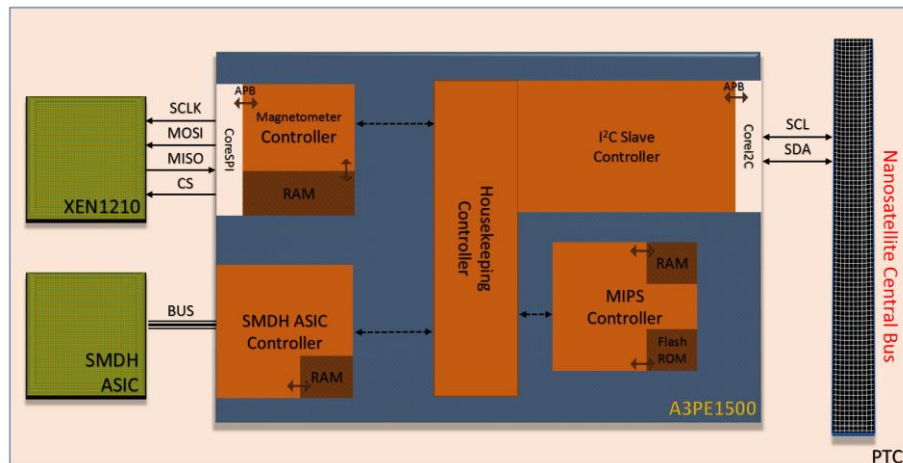 SCLK
MOSI
MISO
CS
XEN1210
APB
CoreSPI
Magnetometer
Controller
RAM
Housekeeping
Controller
I²C Slave
Controller
APB
CoreI2C
SCL
SDA
Nanosatellite Central Bus
BUS
SMDH
ASIC
SMDH ASIC
Controller
RAM
RAM
MIPS
Controller
Flash
ROM
A3PE1500
PTC